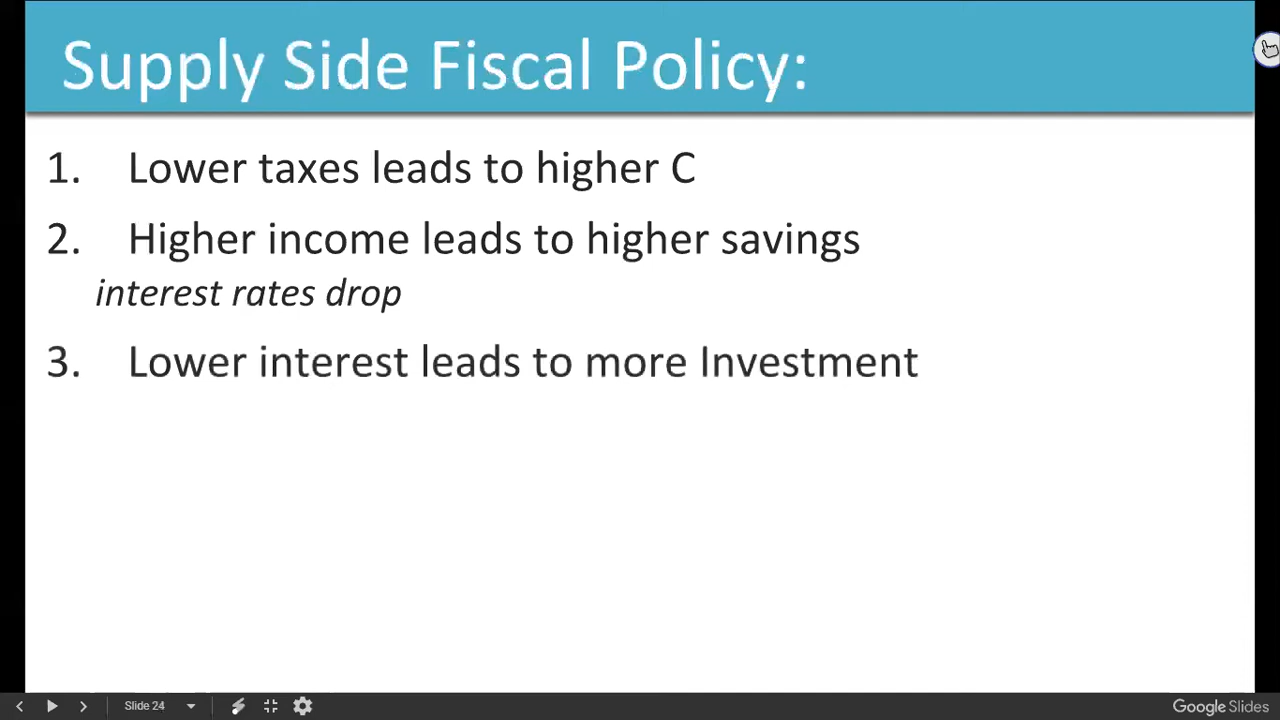 Supply Side Fiscal Policy:
1. Lower taxes leads to higher C
2. Higher income leads to higher savings
interest rates drop
3. Lower interest leads to more Investment
Slide 24
Google Slides